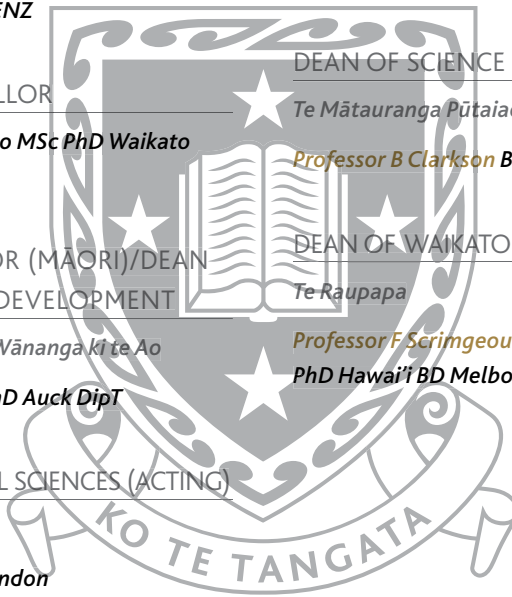 ENZ
LLOR
o MSc PhD Waikato
OR (MĀORI)/DEAN
DEVELOPMENT
Wānanga ki te Ao
hD Auck DipT
L SCIENCES (ACTING)
ndon
DEAN OF SCIENCE
Te Mātauranga Pūtaiao
Professor B Clarkson B
DEAN OF WAIKATO
Te Raupapa
Professor F Scrimgeou
PhD Hawai'i BD Melbo
KO TE TANGATA